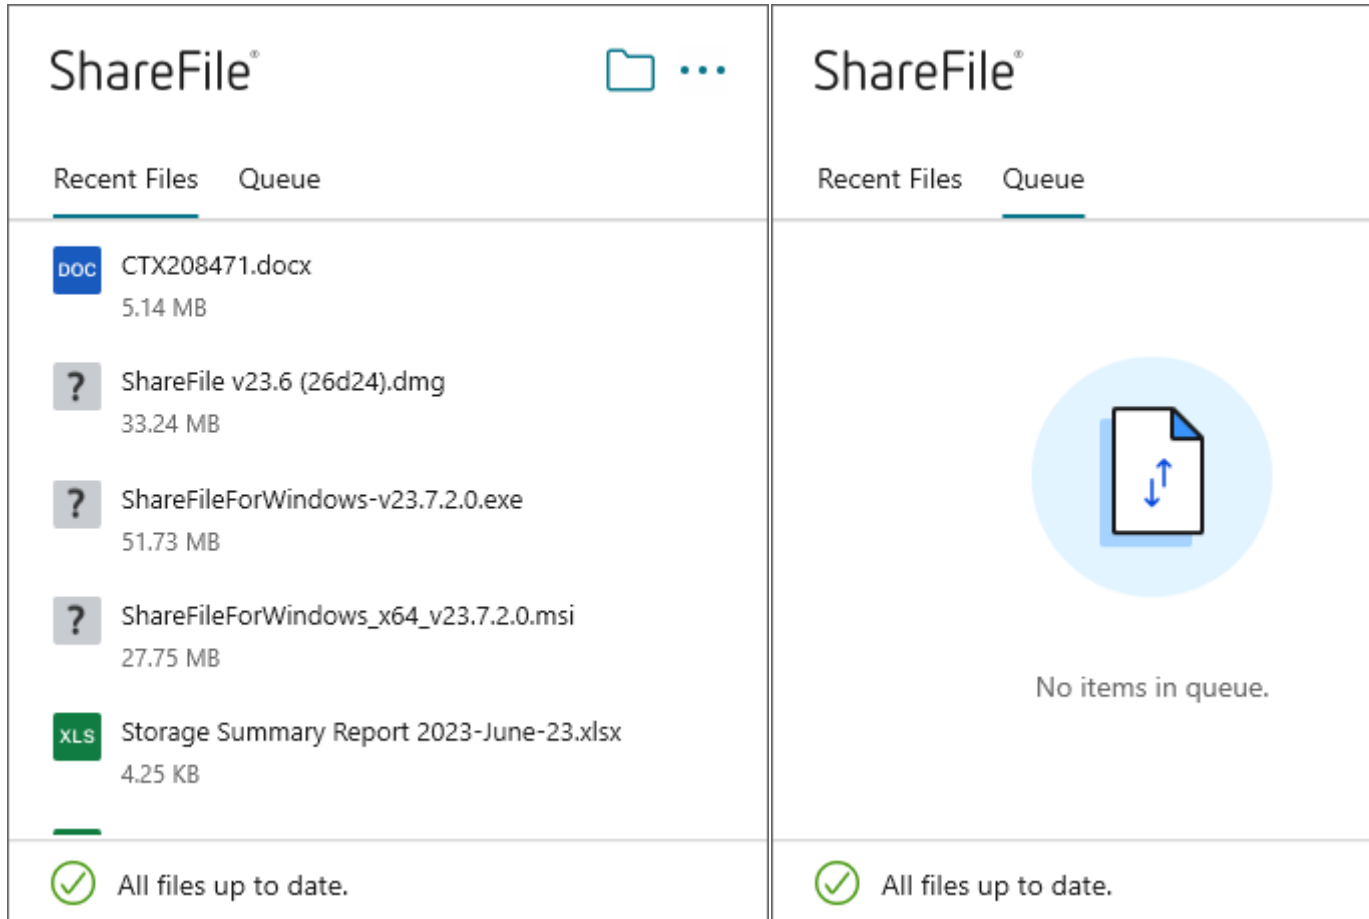 ShareFile®
Recent Files Queue
DOC CTX208471.docx
5.14 MB
? ShareFile v23.6 (26d24).dmg
33.24 MB
? ShareFileForWindows-v23.7.2.0.exe
51.73 MB
? ShareFileForWindows_x64_v23.7.2.0.msi
27.75 MB
XLS Storage Summary Report 2023-June-23.xlsx
4.25 KB
All files up to date.
ShareFile®
Recent Files Queue
No items in queue.
All files up to date.